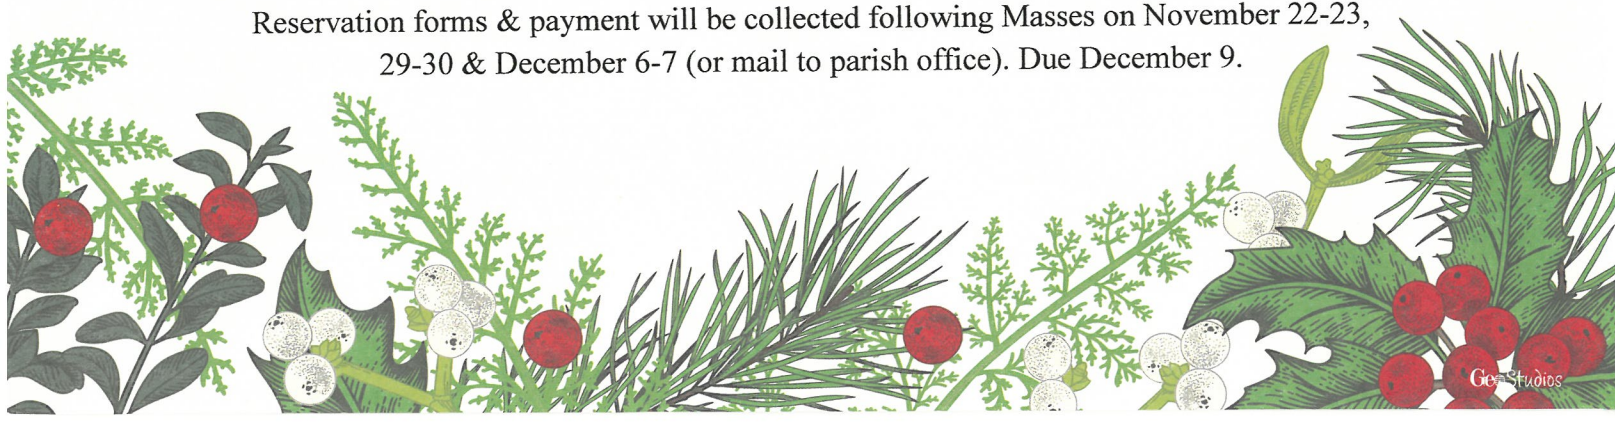 Reservation forms & payment will be collected following Masses on November 22-23,
29-30 & December 6-7 (or mail to parish office). Due December 9.
GeoStudios